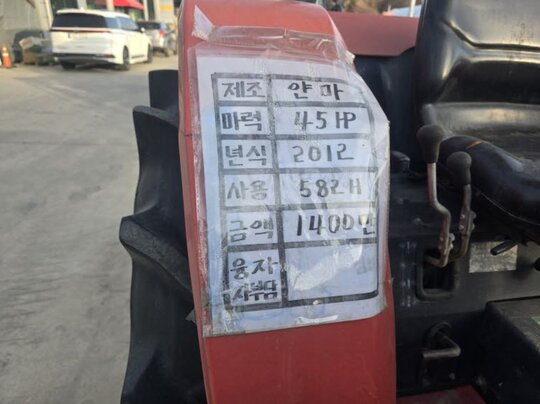 제조 얀마
마력 45HP
년식 2012
사용 582H
금액 1400만
융자
자부담